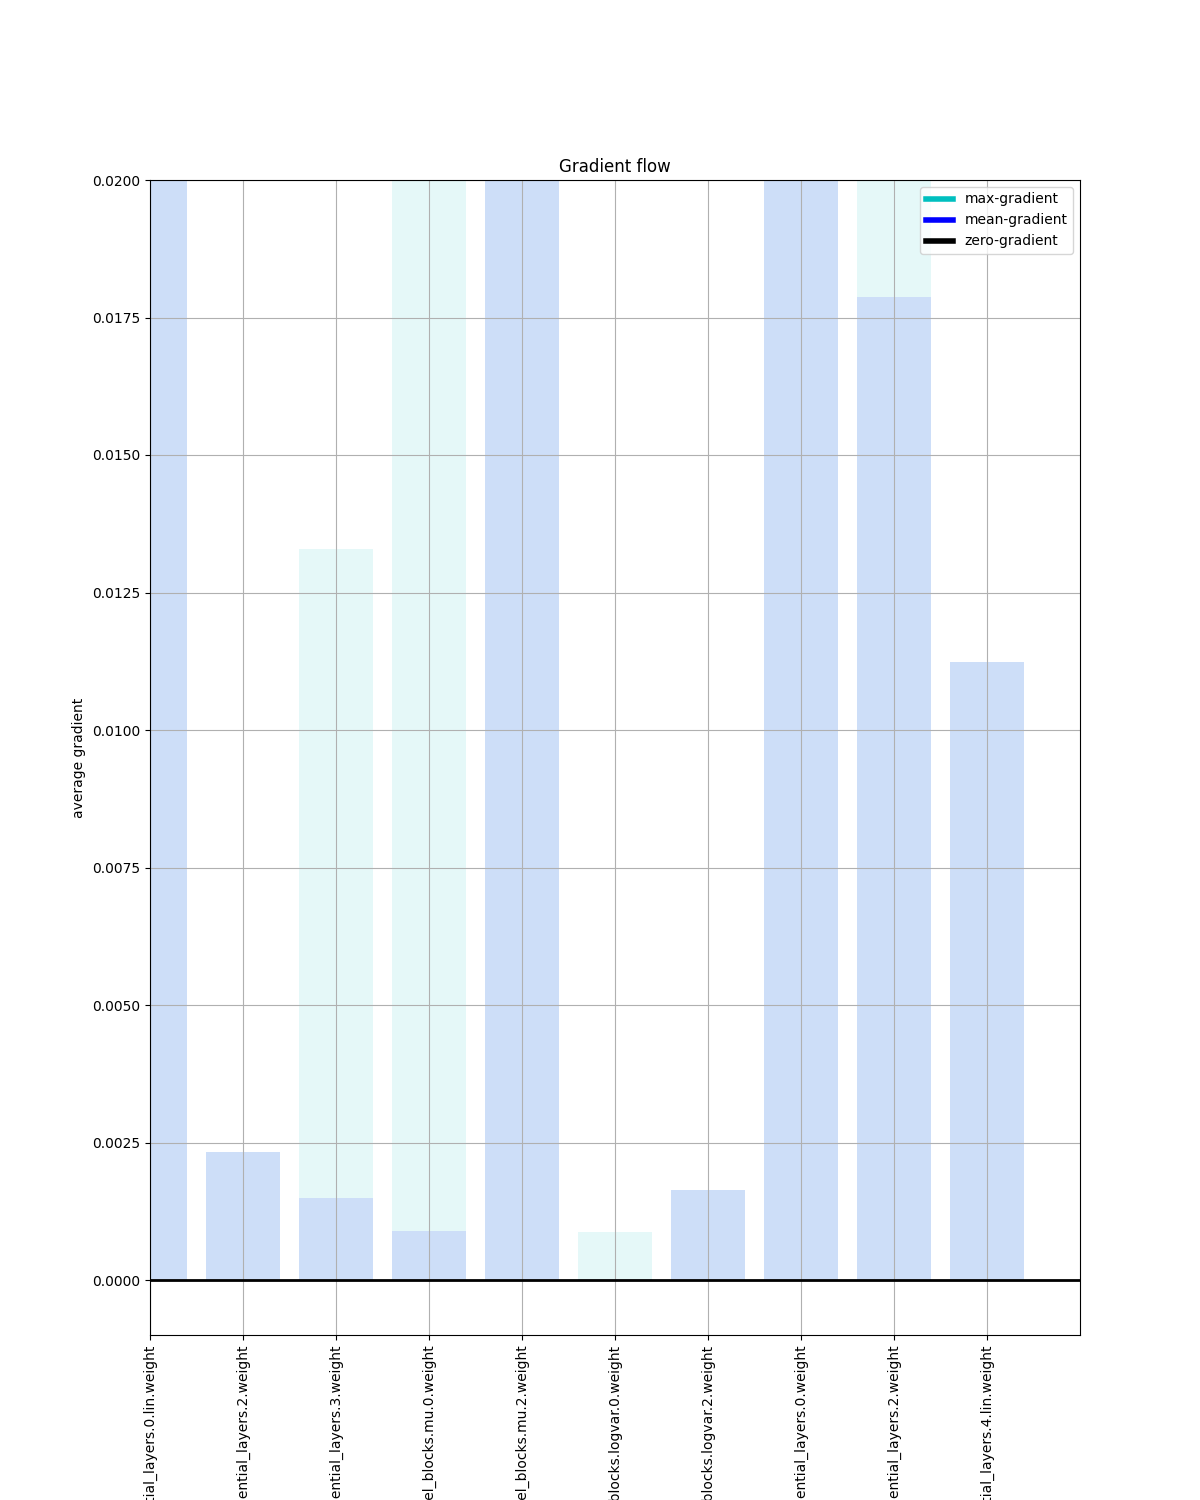 Gradient flow
max-gradient
mean-gradient
zero-gradient
0.0200
0.0175
0.0150
0.0125
0.0100
0.0075
0.0050
0.0025
0.0000
average gradient
tial_layers.0.lin.weight
ential_layers.2.weight
ential_layers.3.weight
el_blocks.mu.0.weight
el_blocks.mu.2.weight
blocks.logvar.0.weight
blocks.logvar.2.weight
ential_layers.0.weight
ential_layers.2.weight
tial_layers.4.lin.weight